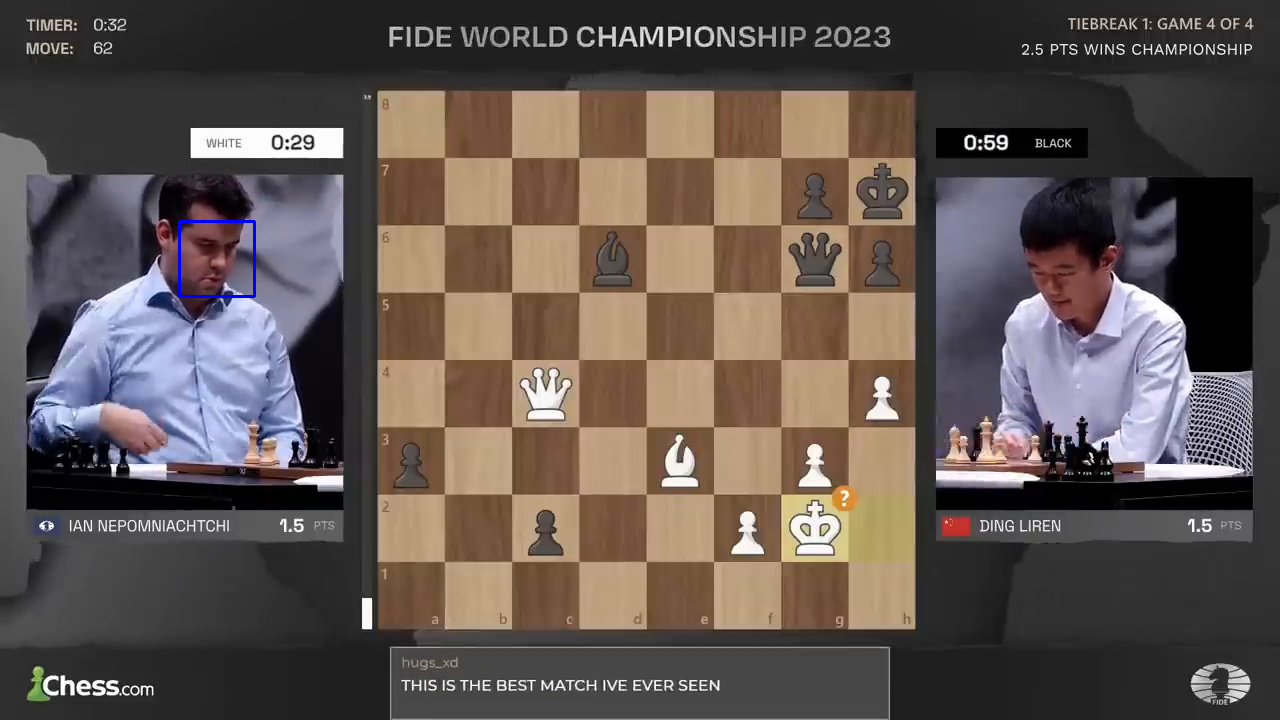 TIMER: 0:32
MOVE: 62
FIDE WORLD CHAMPIONSHIP 2023
TIEBREAK 1: GAME 4 OF 4
2.5 PTS WINS CHAMPIONSHIP
WHITE 0:29
0:59 BLACK
8
7
6
5
4
3
2
1
a b c d e f g h
?
IAN NEPOMNIACHTCHI 1.5 PTS
DING LIREN 1.5 PTS
hugs_xd
THIS IS THE BEST MATCH IVE EVER SEEN
Chess.com
FIDE